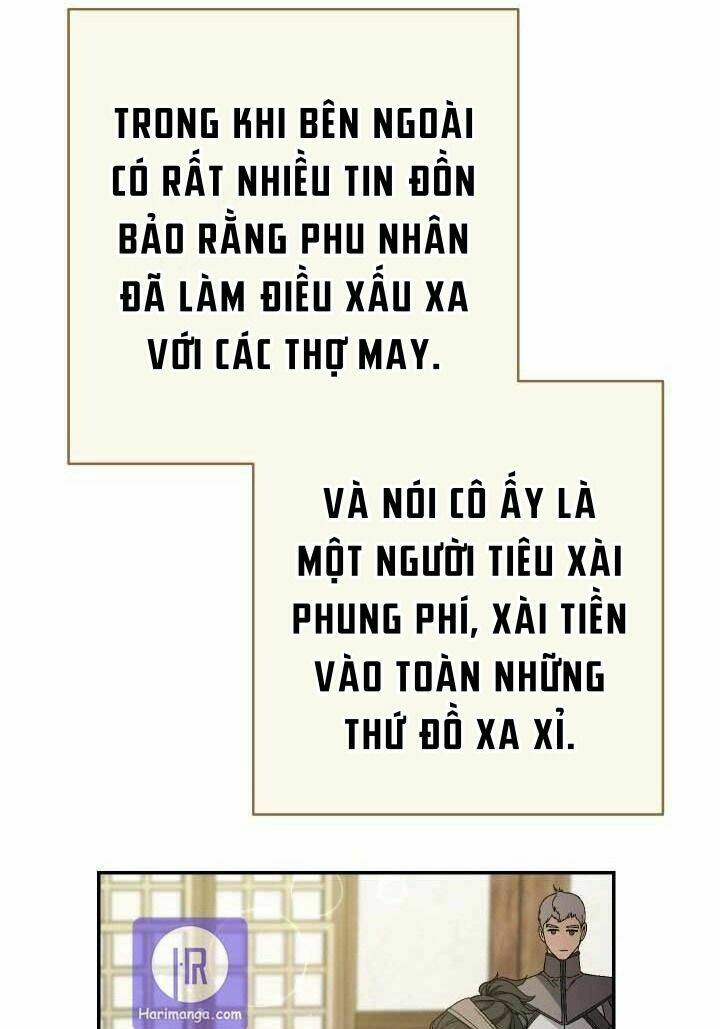 TRONG KHI BÊN NGOÀI
CÓ RẤT NHIỀU TIN ĐỒN
BẢO RẰNG PHU NHÂN
ĐÃ LÀM ĐIỀU XẤU XA
VỚI CÁC THỢ MAY.
VÀ NÓI CÔ ẤY LÀ
MỘT NGƯỜI TIÊU XÀI
PHUNG PHÍ, XÀI TIỀN
VÀO TOÀN NHỮNG
THỨ ĐỒ XA XỈ.
HR
Harimanga.com